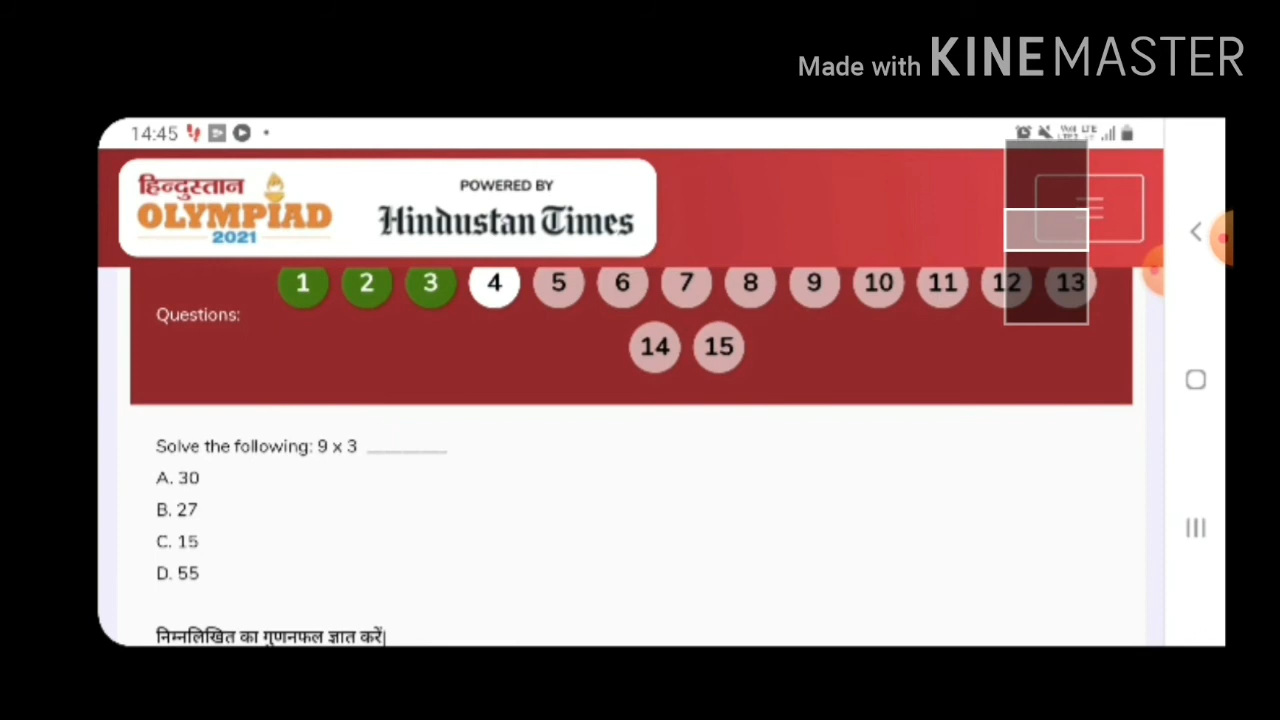 Made with KINEMASTER
14:45
हिन्दुस्तान
OLYMPIAD
2021
POWERED BY
Hindustan Times
1 2 3 4 5 6 7 8 9 10 11 12 13
Questions:
14 15
Solve the following: 9 x 3 ________
A. 30
B. 27
C. 15
D. 55
निम्नलिखित का गुणनफल ज्ञात करें|